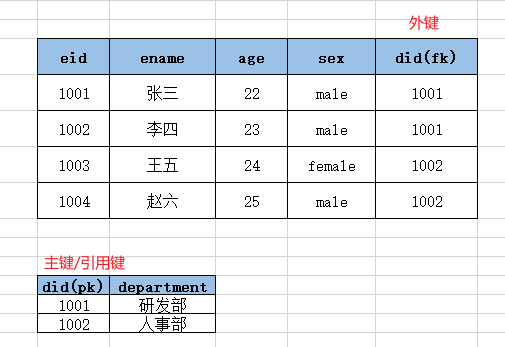 外键
eid ename age sex did(fk)
1001 张三 22 male 1001
1002 李四 23 male 1001
1003 王五 24 female 1002
1004 赵六 25 male 1002
主键/引用键
did(pk) department
1001 研发部
1002 人事部